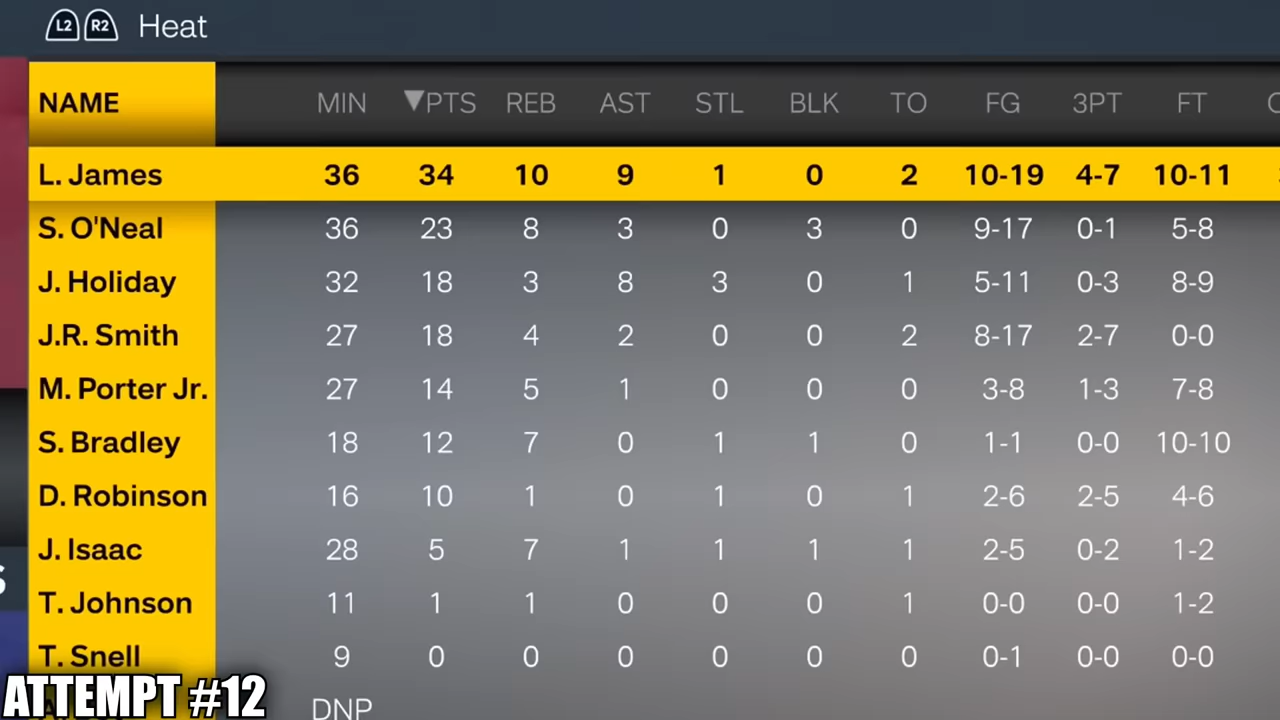 L2 R2 Heat
NAME MIN ▼PTS REB AST STL BLK TO FG 3PT FT
L. James 36 34 10 9 1 0 2 10-19 4-7 10-11
S. O'Neal 36 23 8 3 0 3 0 9-17 0-1 5-8
J. Holiday 32 18 3 8 3 0 1 5-11 0-3 8-9
J.R. Smith 27 18 4 2 0 0 2 8-17 2-7 0-0
M. Porter Jr. 27 14 5 1 0 0 0 3-8 1-3 7-8
S. Bradley 18 12 7 0 1 1 0 1-1 0-0 10-10
D. Robinson 16 10 1 0 1 0 1 2-6 2-5 4-6
J. Isaac 28 5 7 1 1 1 1 2-5 0-2 1-2
T. Johnson 11 1 1 0 0 0 1 0-0 0-0 1-2
T. Snell 9 0 0 0 0 0 0 0-1 0-0 0-0
DNP
ATTEMPT #12